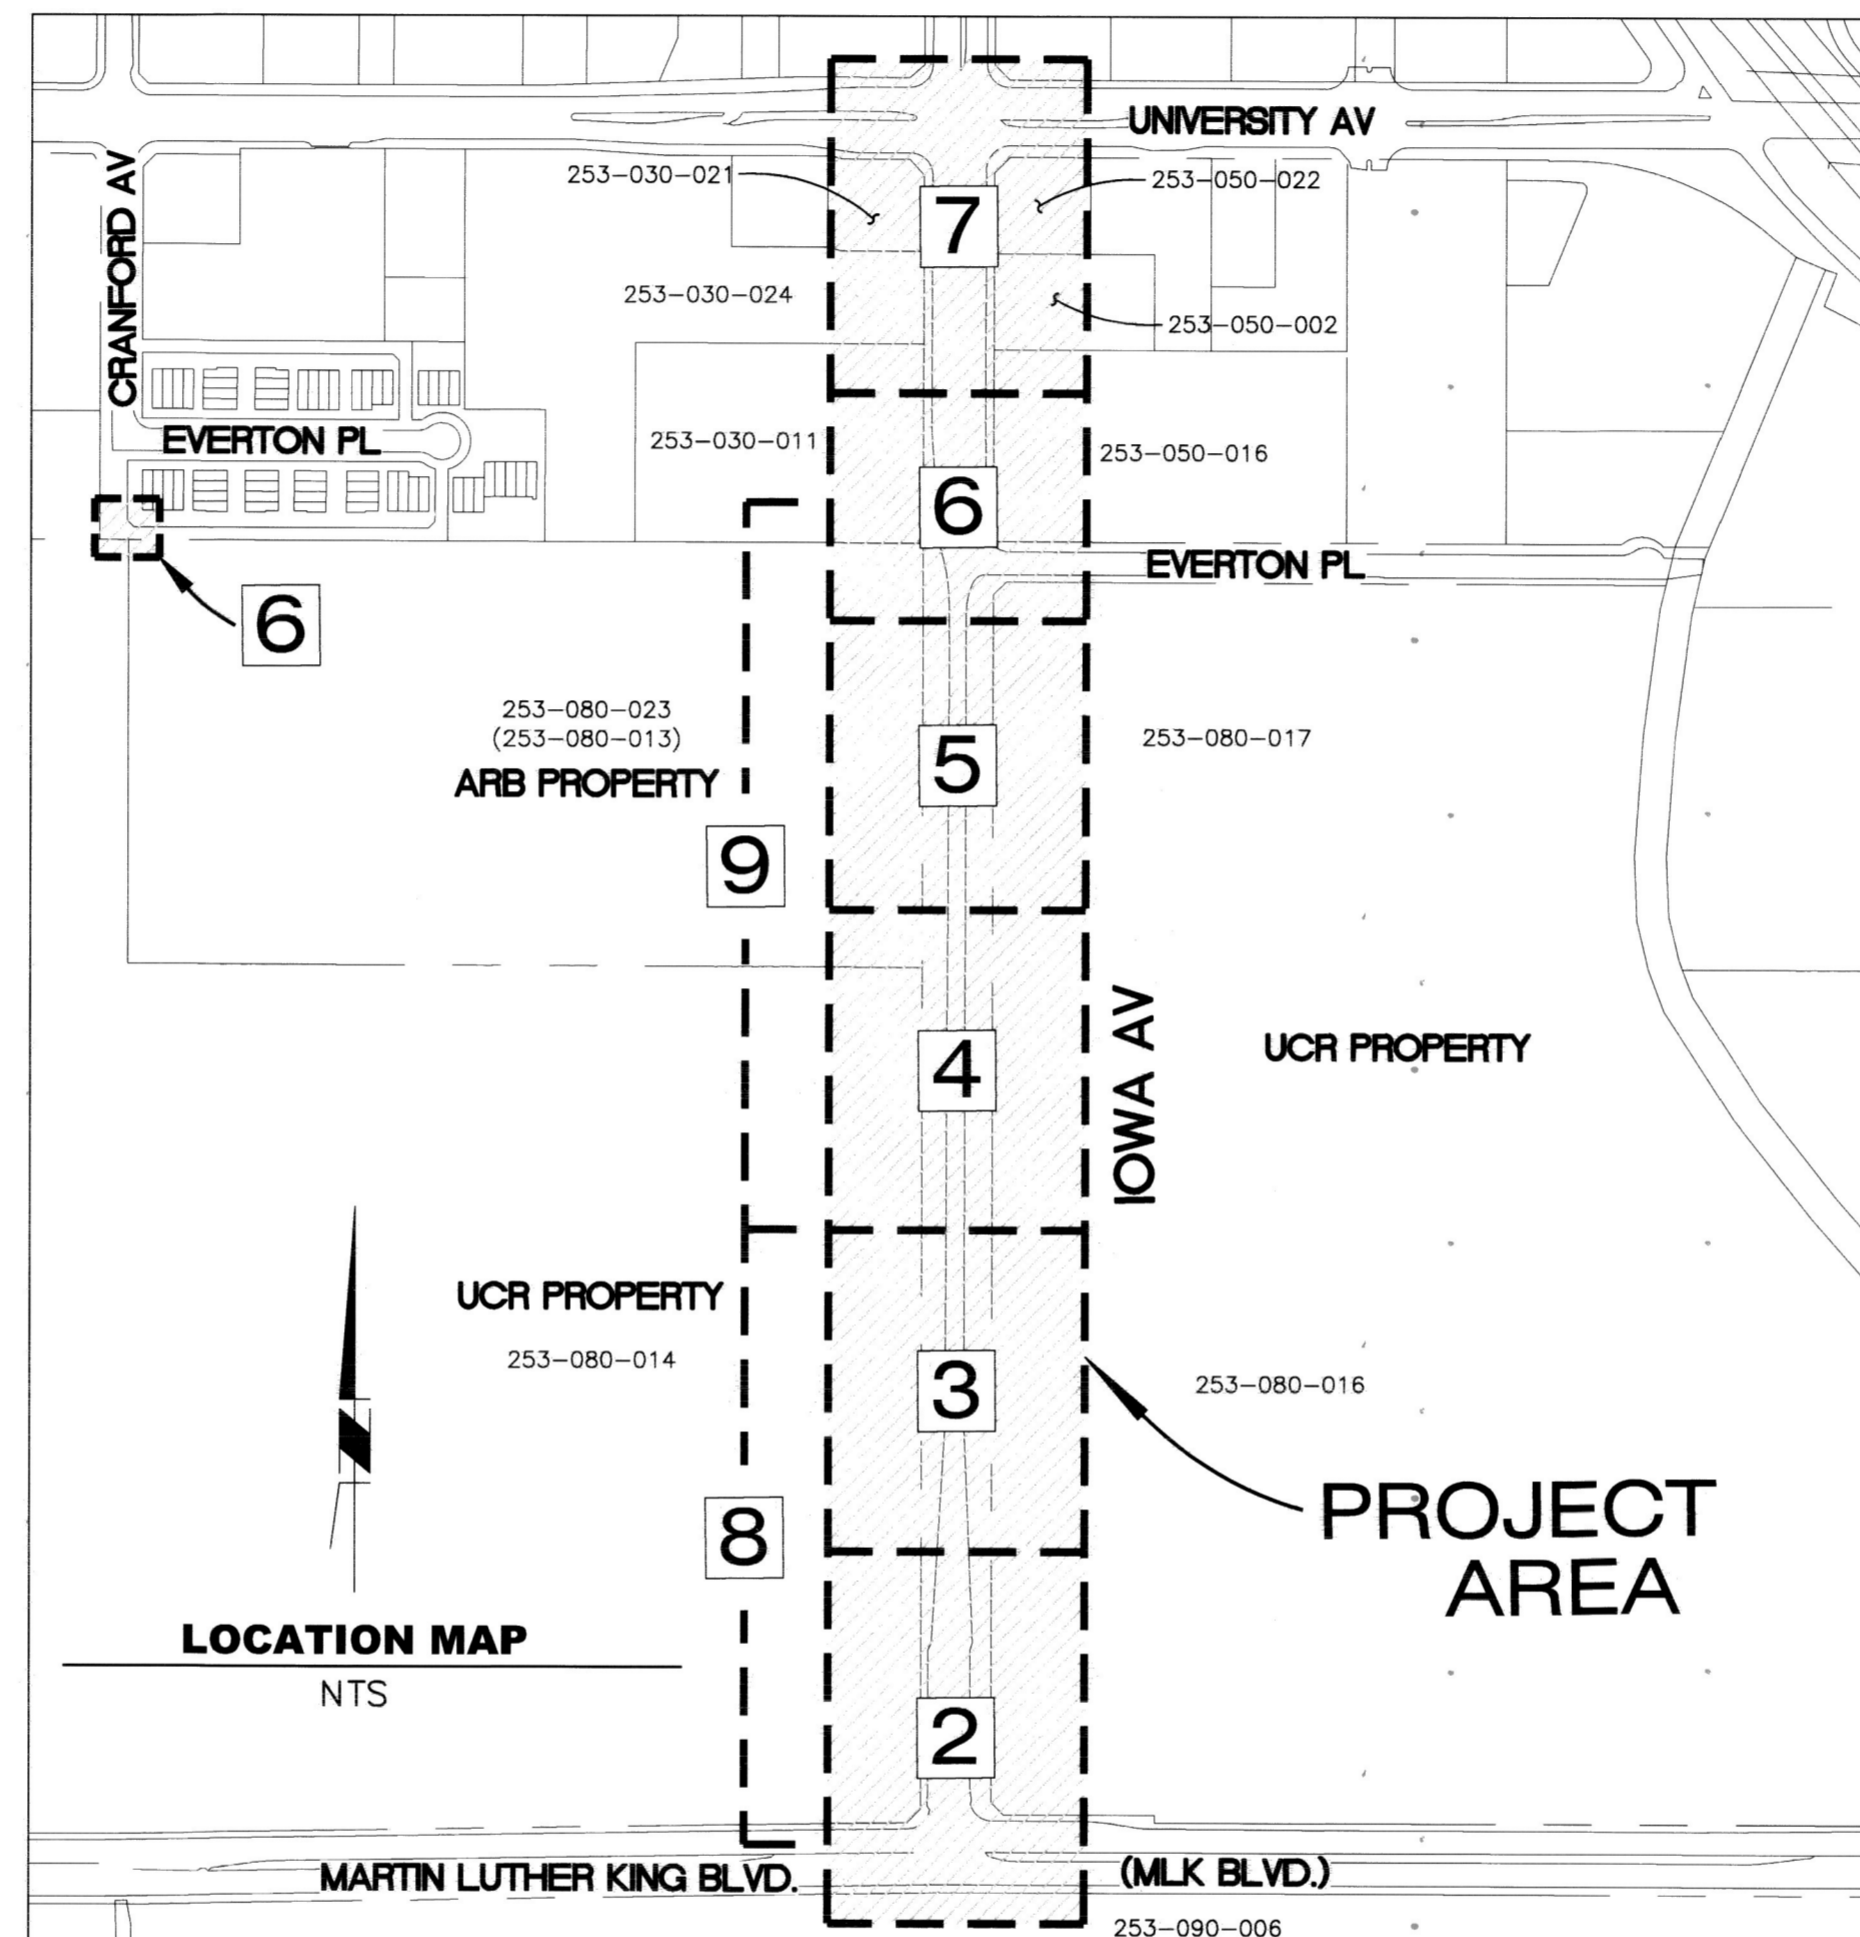 UNIVERSITY AV
CRANFORD AV
253-030-021
253-050-022
7
253-030-024
253-050-002
EVERTON PL
253-030-011
253-050-016
6
EVERTON PL
6
253-080-023
(253-080-013)
ARB PROPERTY
5
253-080-017
9
IOWA AV
4
UCR PROPERTY
UCR PROPERTY
253-080-014
3
253-080-016
PROJECT
AREA
8
N
LOCATION MAP
NTS
2
MARTIN LUTHER KING BLVD.
(MLK BLVD.)
253-090-006